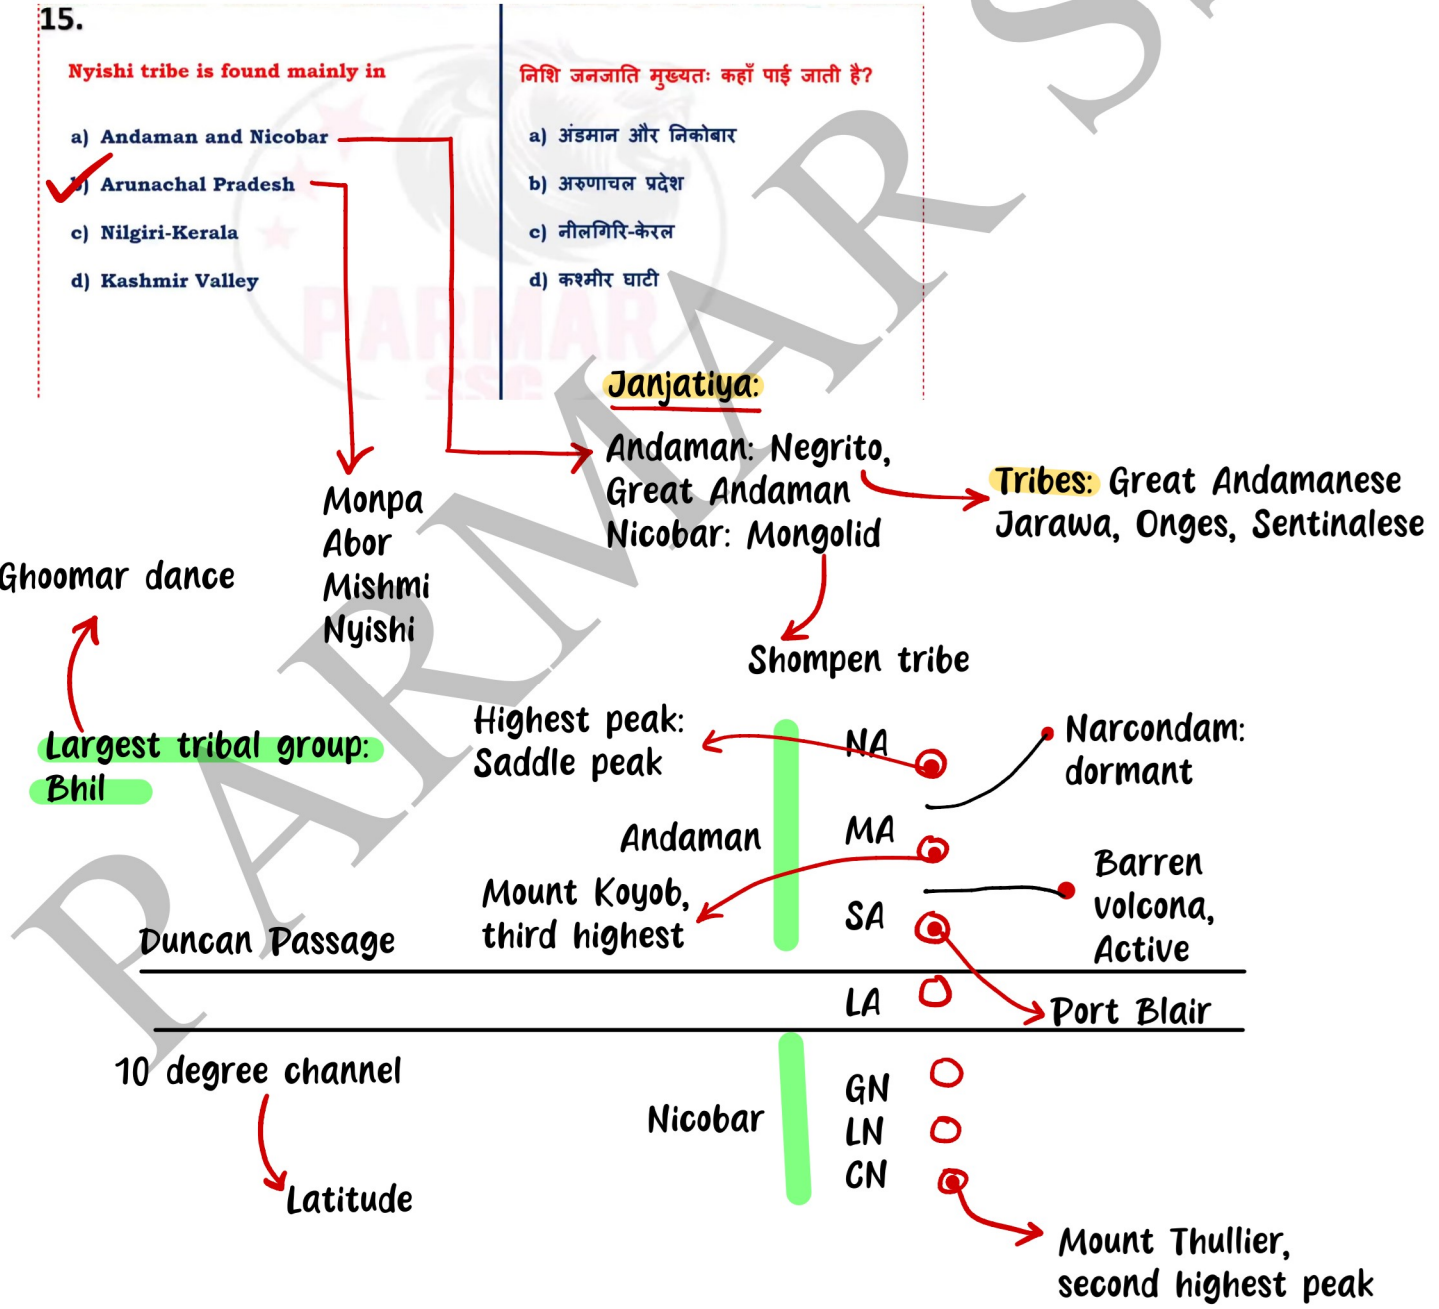 15.
Nyishi tribe is found mainly in
a) Andaman and Nicobar
b) Arunachal Pradesh
c) Nilgiri-Kerala
d) Kashmir Valley
निशि जनजाति मुख्यतः कहाँ पाई जाती है?
a) अंडमान और निकोबार
b) अरुणाचल प्रदेश
c) नीलगिरि-केरल
d) कश्मीर घाटी
PARMAR
SSG
PARMAR
Janjatiya:
Andaman: Negrito,
Great Andaman
Nicobar: Mongolid
Tribes: Great Andamanese
Jarawa, Onges, Sentinalese
Monpa
Abor
Mishmi
Nyishi
Ghoomar dance
Shompen tribe
Largest tribal group:
Bhil
Highest peak:
Saddle peak
NA
Narcondam:
dormant
Andaman
MA
Mount Koyob,
third highest
Barren
volcona,
Active
SA
Duncan Passage
LA
Port Blair
10 degree channel
Latitude
Nicobar
GN
LN
CN
Mount Thullier,
second highest peak